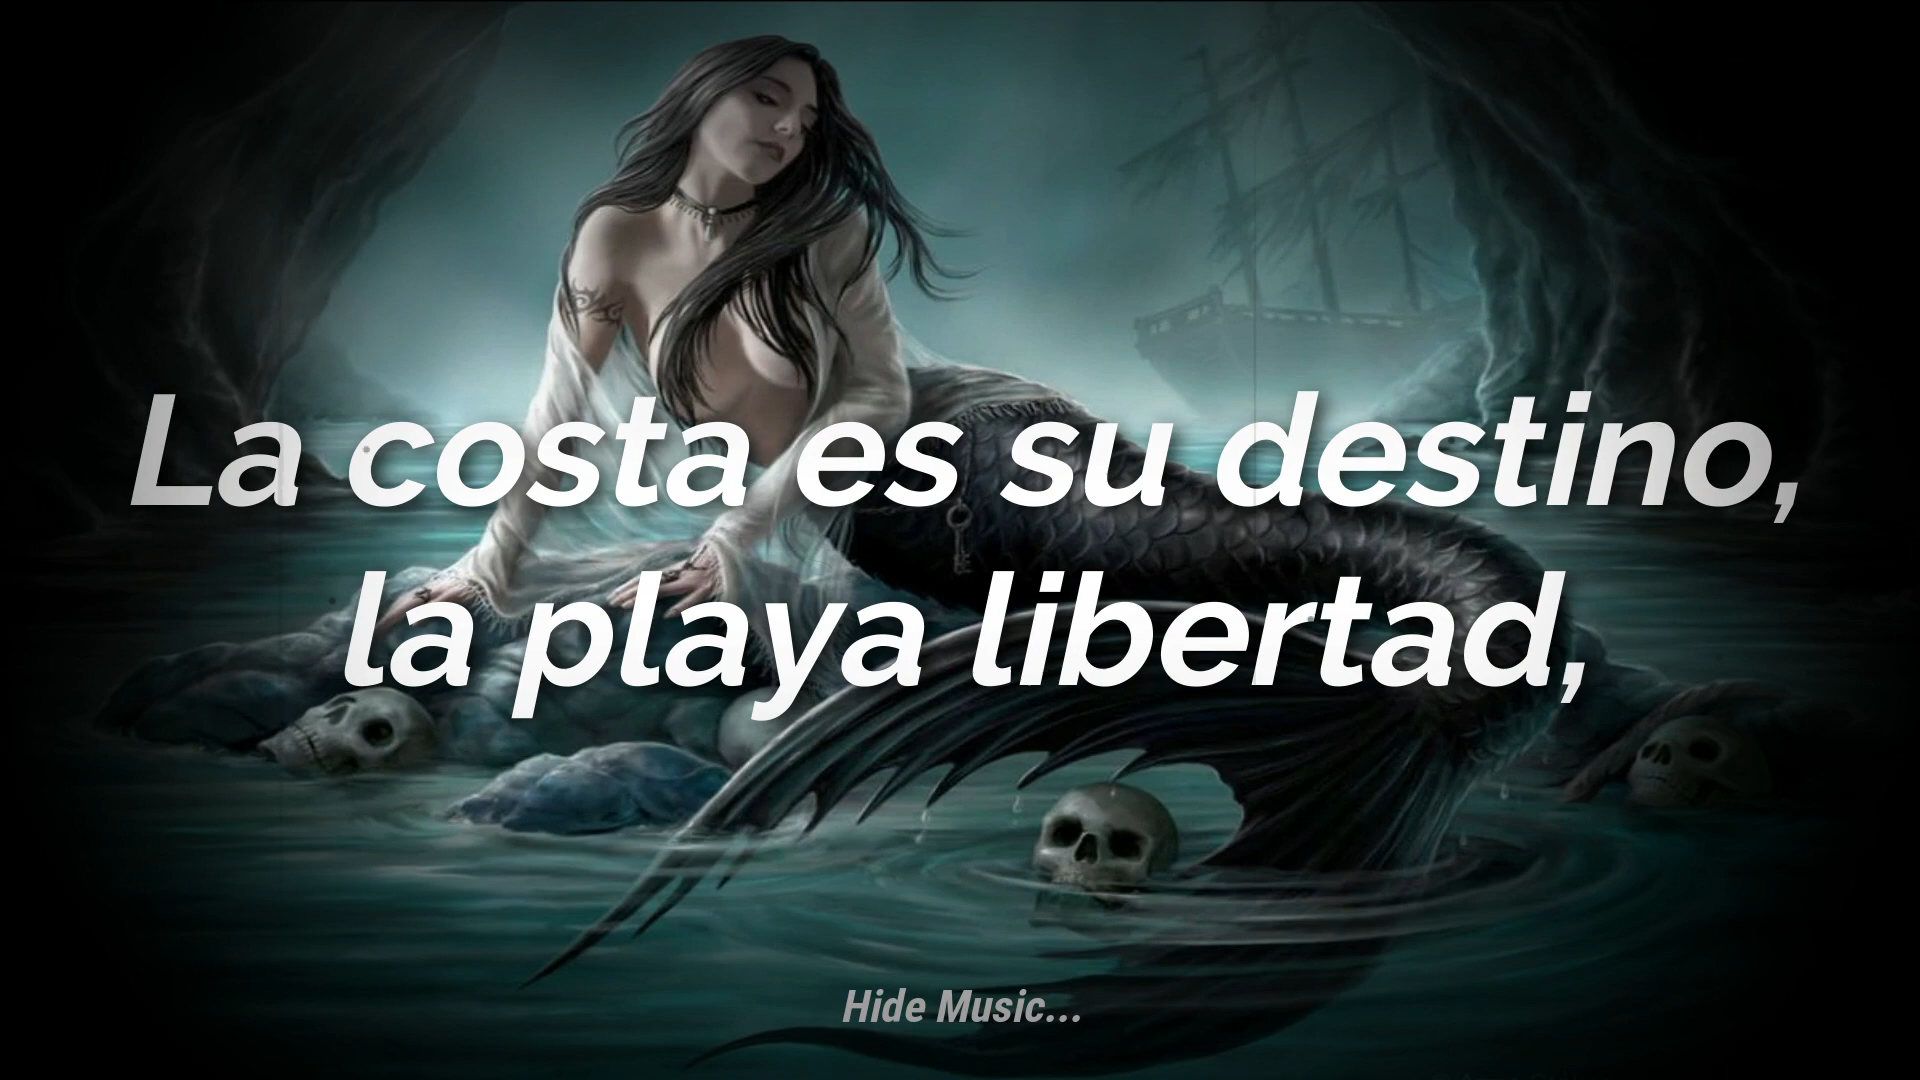 La costa es su destino,
la playa libertad,
Hide Music...